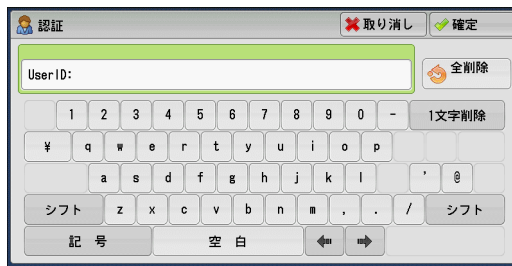 認証 取り消し 確定
UserID: 全削除
1 2 3 4 5 6 7 8 9 0 - 1文字削除
¥ q w e r t y u i o p
a s d f g h j k l ' @
シフト z x c v b n m , . / シフト
記号 空白